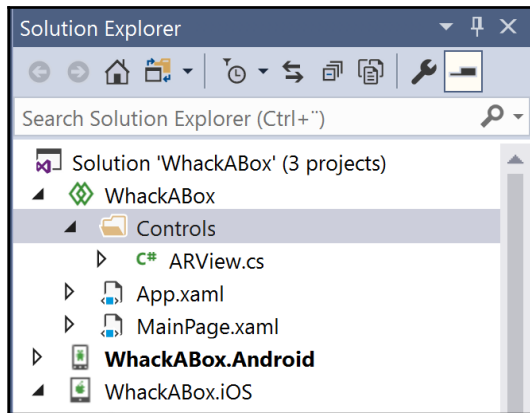 Solution Explorer
Search Solution Explorer (Ctrl+¨)
Solution 'WhackABox' (3 projects)
WhackABox
Controls
C# ARView.cs
App.xaml
MainPage.xaml
WhackABox.Android
WhackABox.iOS